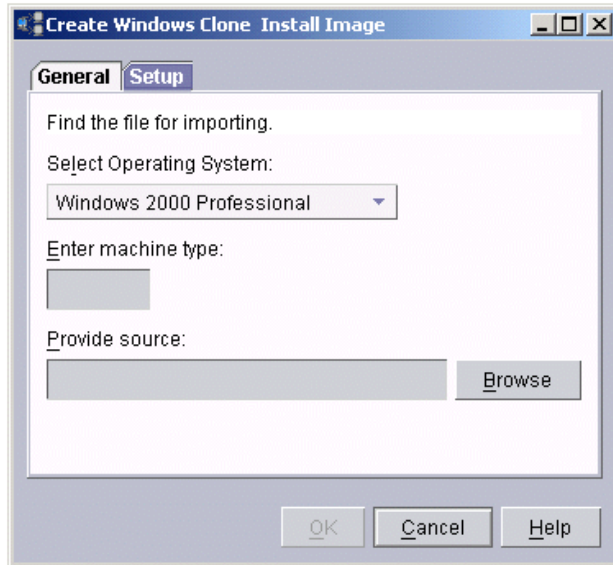 Create Windows Clone Install Image
General Setup
Find the file for importing.
Select Operating System:
Windows 2000 Professional
Enter machine type:
Provide source:
Browse
OK Cancel Help